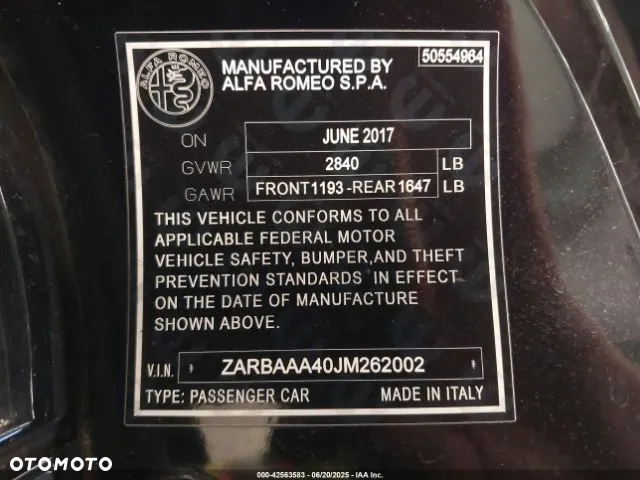 ALFA ROMEO
MANUFACTURED BY
ALFA ROMEO S.P.A.
50554964
ON JUNE 2017
GVWR 2840 LB
GAWR FRONT1193-REAR1647 LB
THIS VEHICLE CONFORMS TO ALL
APPLICABLE FEDERAL MOTOR
VEHICLE SAFETY, BUMPER,AND THEFT
PREVENTION STANDARDS IN EFFECT
ON THE DATE OF MANUFACTURE
SHOWN ABOVE.
V.I.N. * ZARBAAA40JM262002 *
TYPE: PASSENGER CAR MADE IN ITALY
OTOMOTO
000-42563583 - 06/20/2025 - IAA Inc.